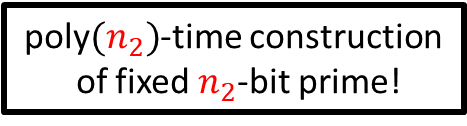 poly(n₂)-time construction
of fixed n₂-bit prime!